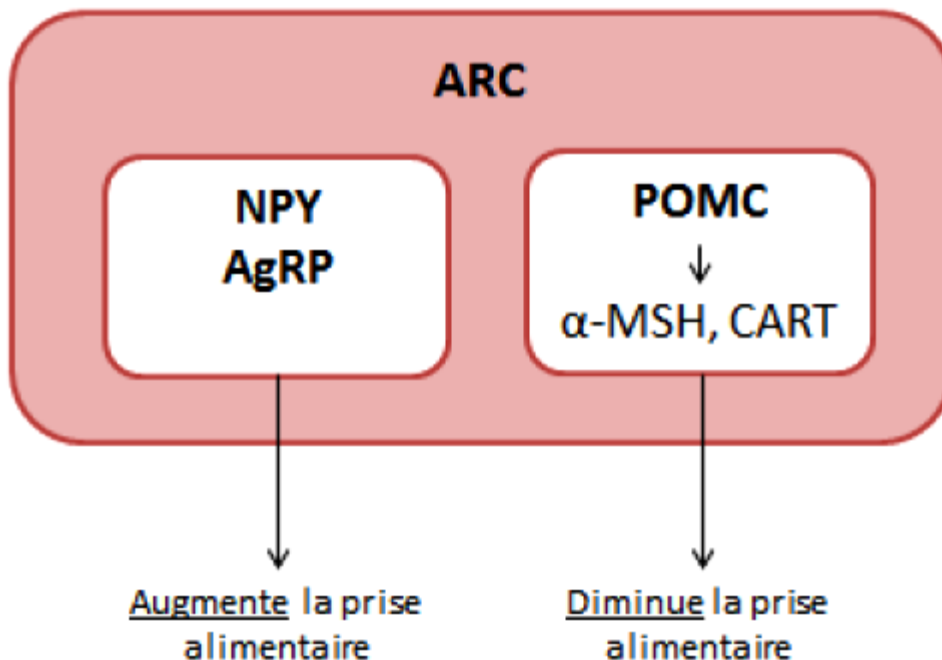 ARC
NPY
AgRP
POMC
α-MSH, CART
Augmente la prise
alimentaire
Diminue la prise
alimentaire